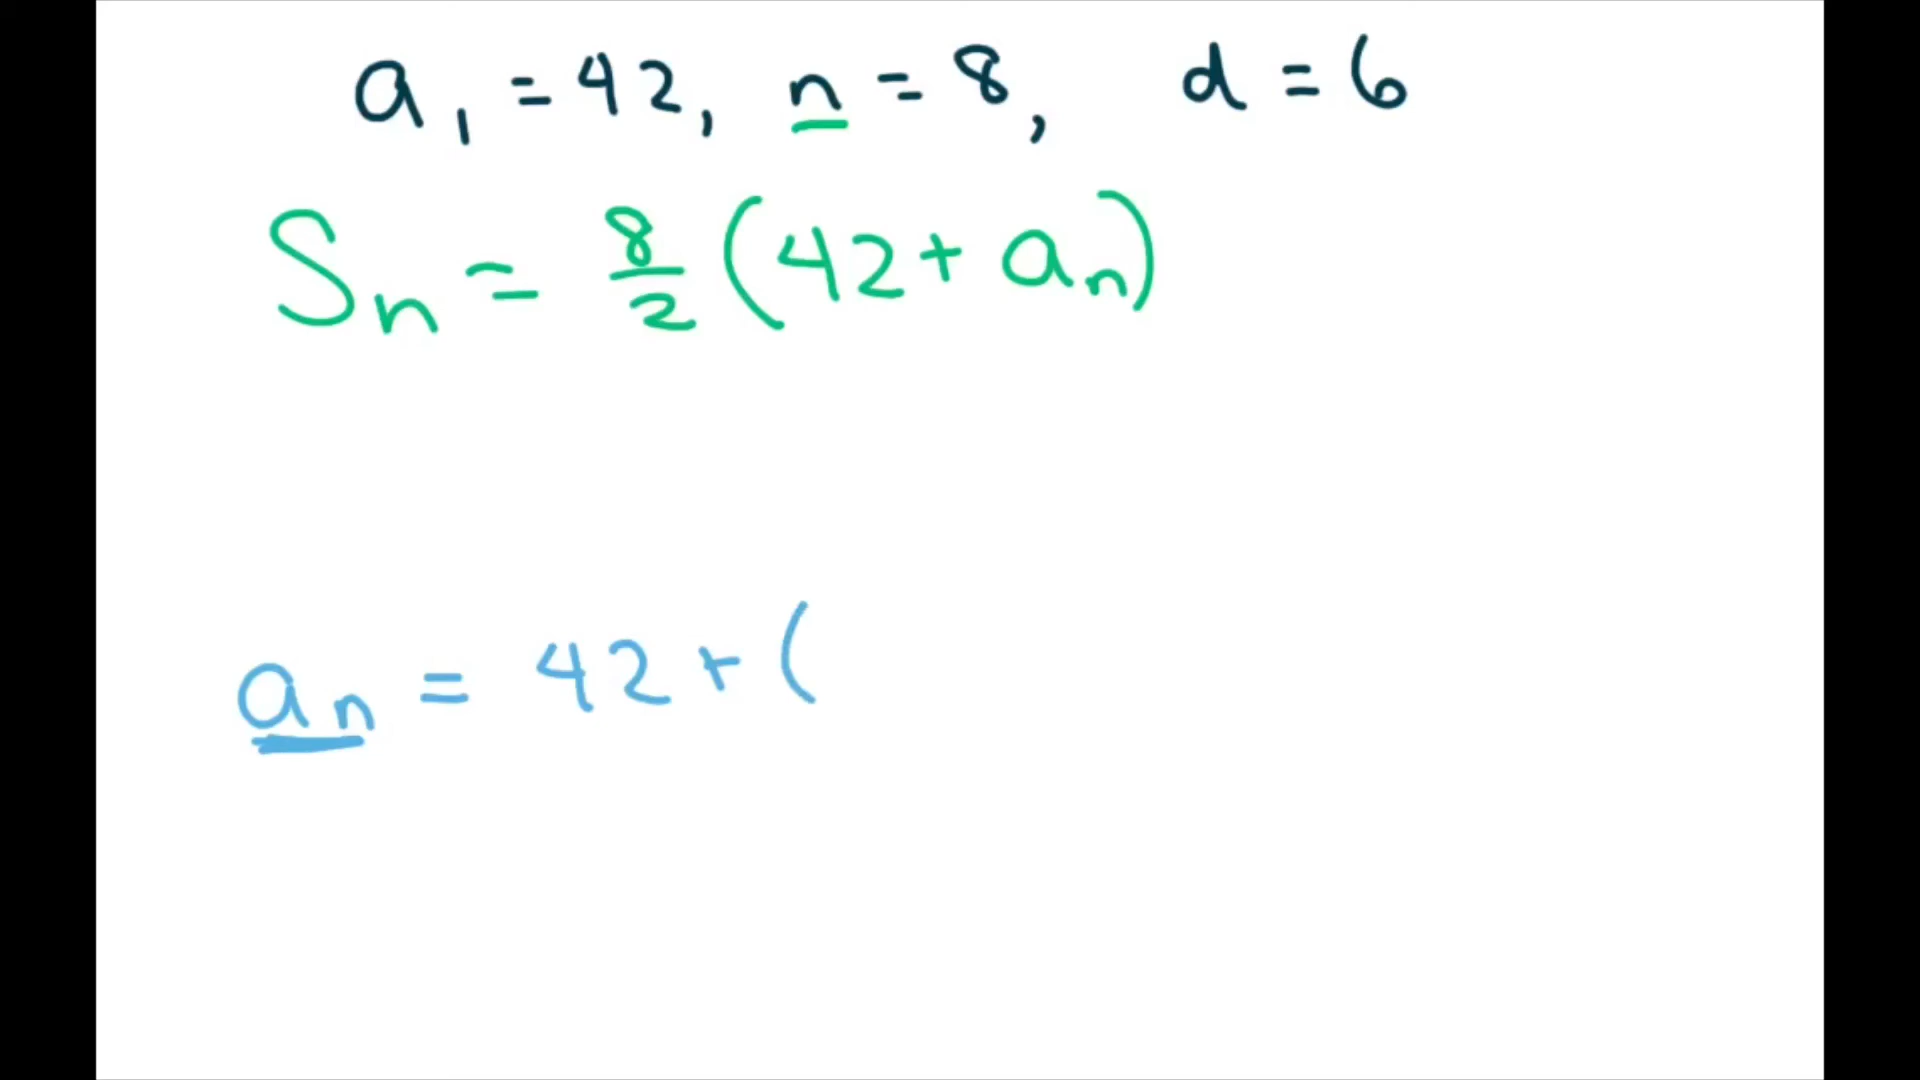 a₁ = 42, n = 8, d = 6
Sₙ = 8/2 (42 + aₙ)
aₙ = 42 + (